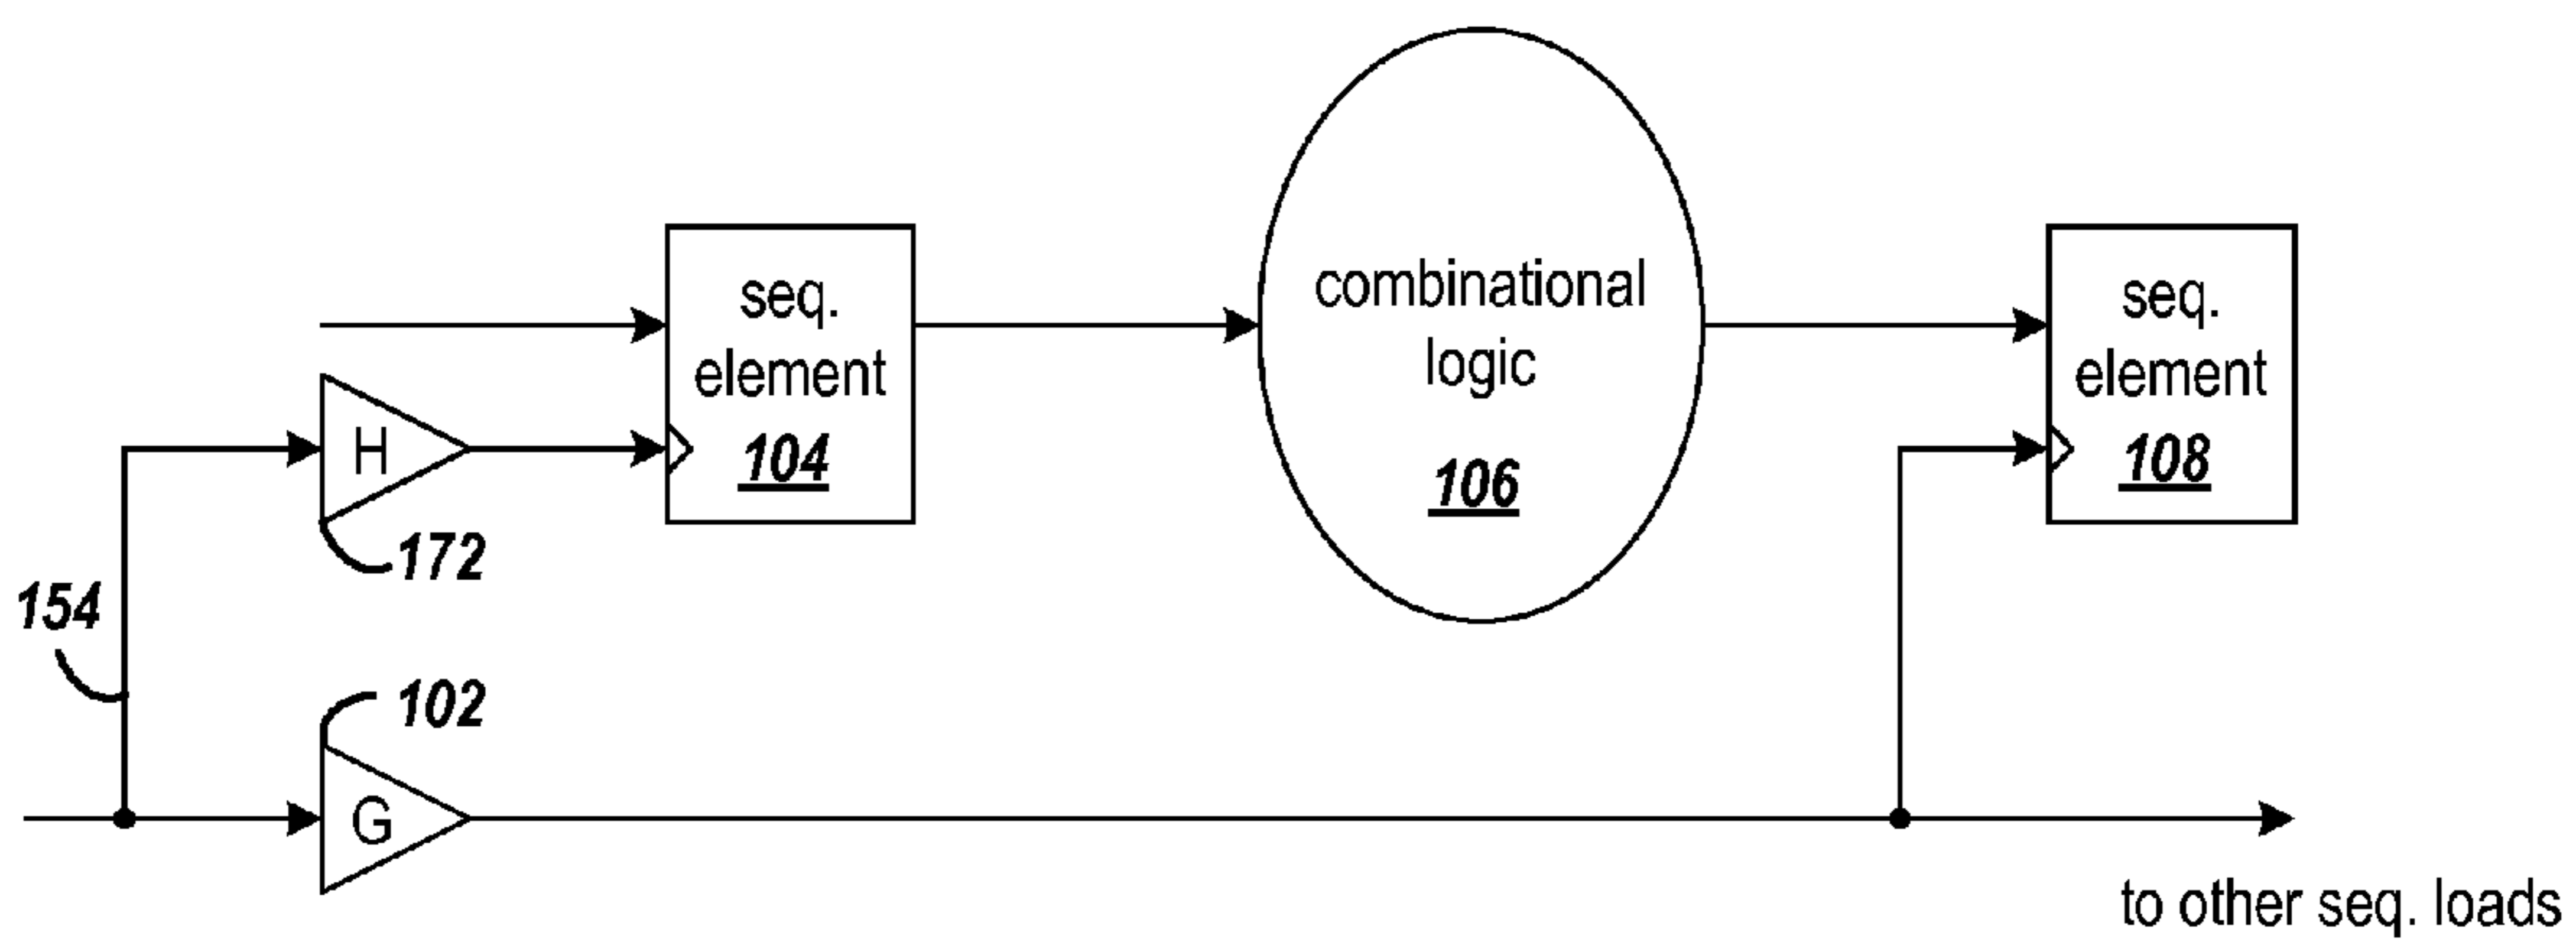 seq.
element
104
combinational
logic
106
seq.
element
108
H
172
154
102
G
to other seq. loads